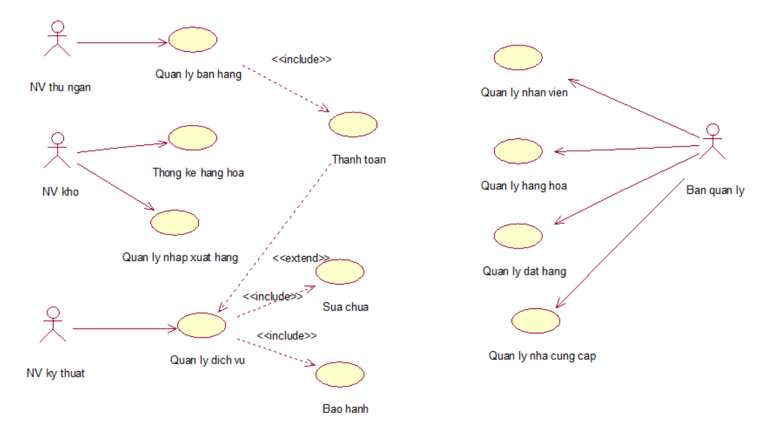 NV thu ngan
Quan ly ban hang
<<include>>
Thanh toan
NV kho
Thong ke hang hoa
Quan ly nhap xuat hang
<<extend>>
<<include>>
Sua chua
<<include>>
NV ky thuat
Quan ly dich vu
Bao hanh
Quan ly nhan vien
Quan ly hang hoa
Ban quan ly
Quan ly dat hang
Quan ly nha cung cap